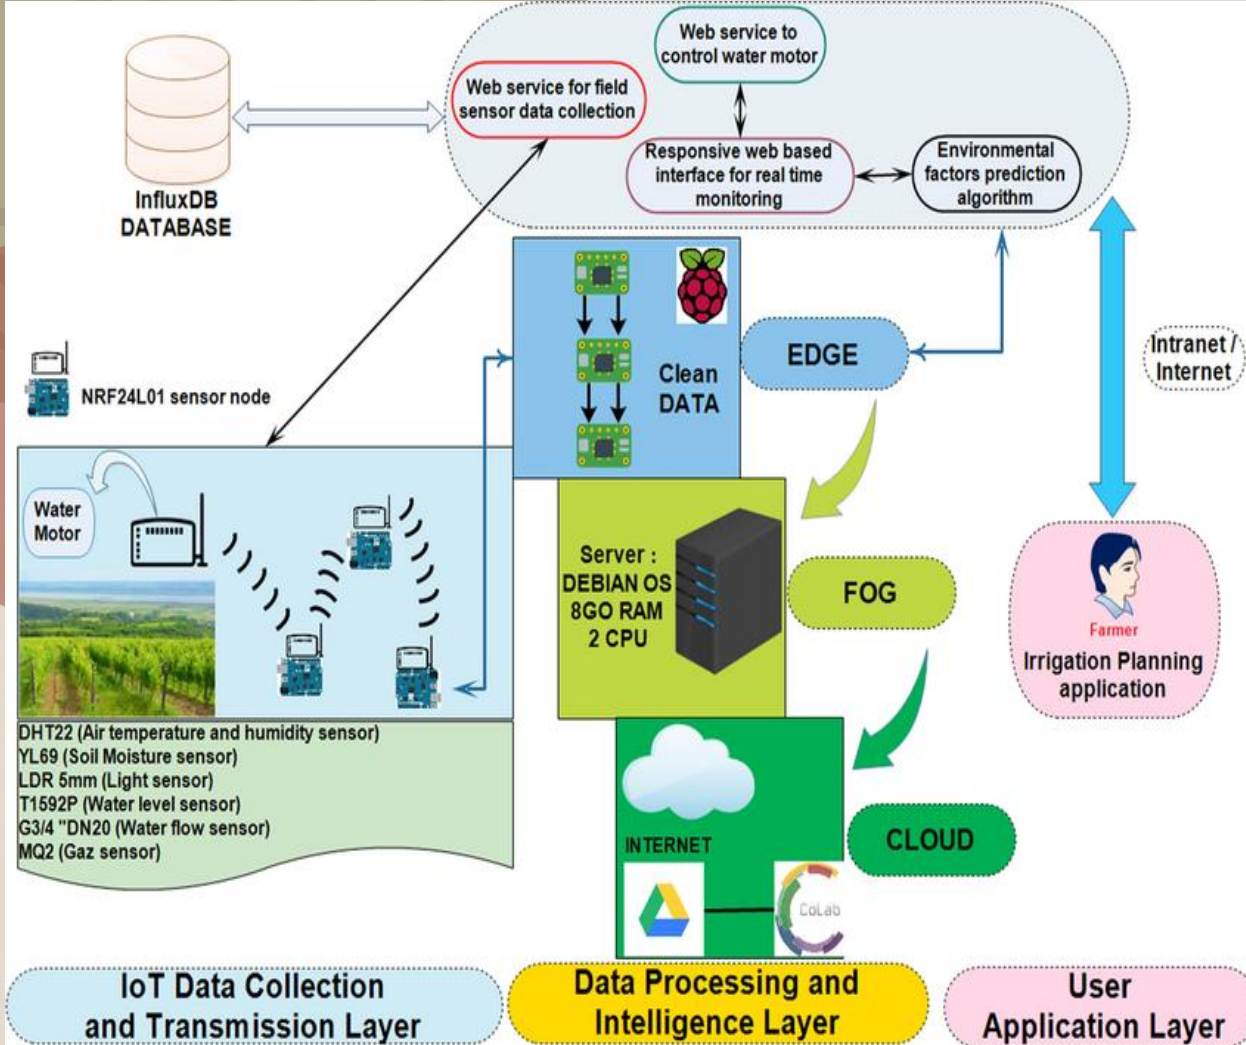 Web service to
control water motor
Web service for field
sensor data collection
Responsive web based
interface for real time
monitoring
Environmental
factors prediction
algorithm
InfluxDB
DATABASE
Clean
DATA
EDGE
Intranet /
Internet
NRF24L01 sensor node
Water
Motor
Server :
DEBIAN OS
8GO RAM
2 CPU
FOG
Farmer
Irrigation Planning
application
DHT22 (Air temperature and humidity sensor)
YL69 (Soil Moisture sensor)
LDR 5mm (Light sensor)
T1592P (Water level sensor)
G3/4 "DN20 (Water flow sensor)
MQ2 (Gaz sensor)
INTERNET
CLOUD
CoLab
IoT Data Collection
and Transmission Layer
Data Processing and
Intelligence Layer
User
Application Layer